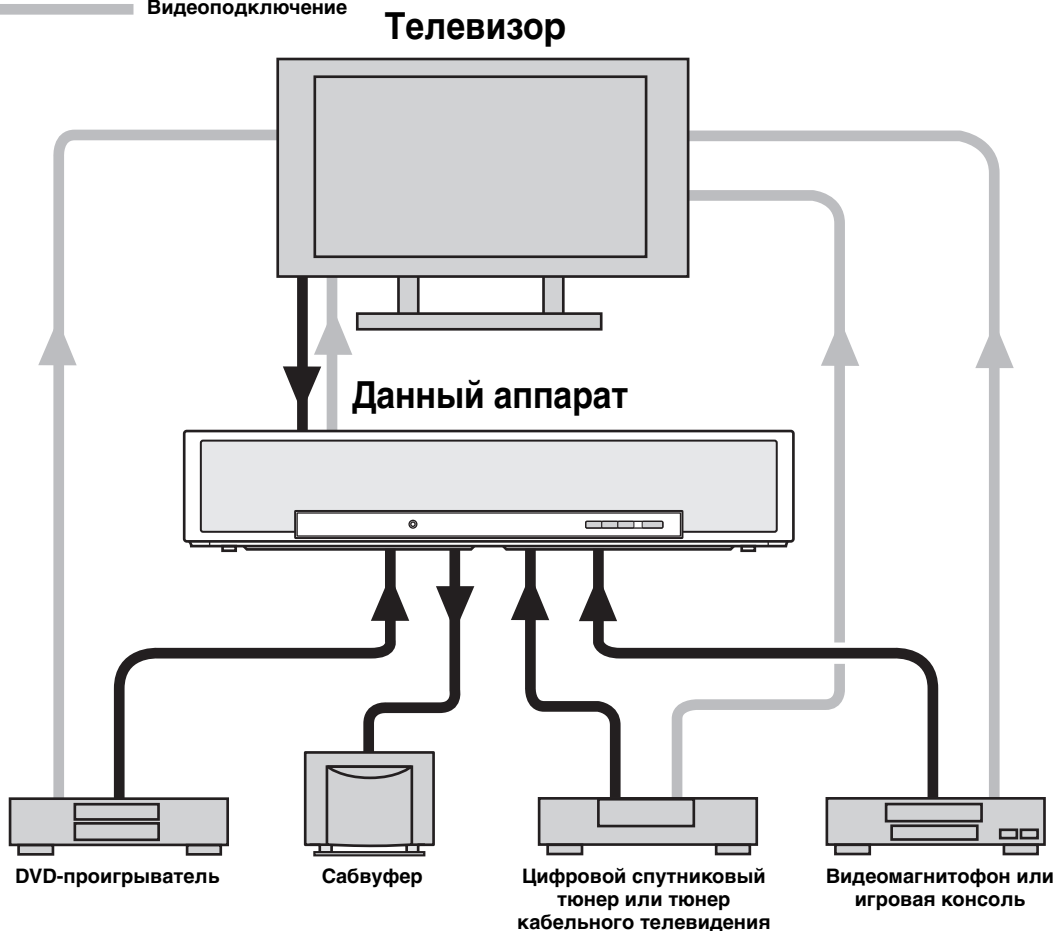 Видеоподключение
Телевизор
Данный аппарат
DVD-проигрыватель
Сабвуфер
Цифровой спутниковый
тюнер или тюнер
кабельного телевидения
Видеомагнитофон или
игровая консоль